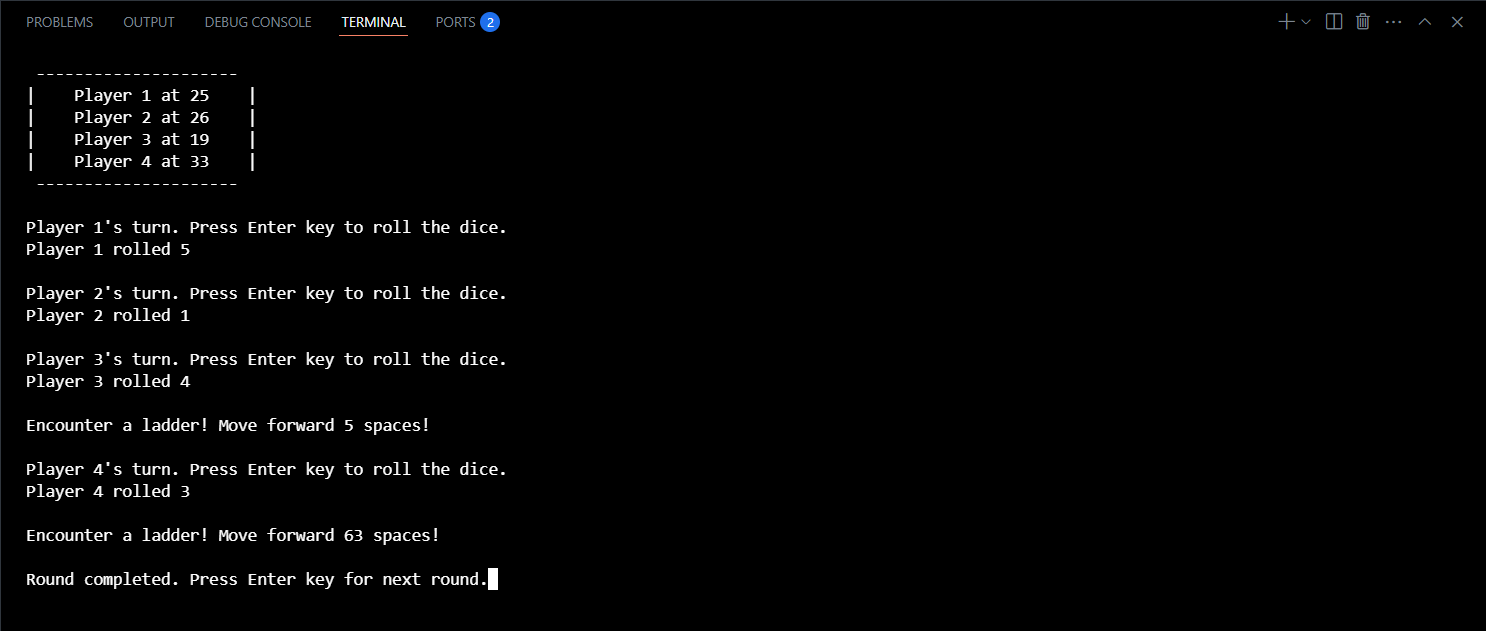 PROBLEMS OUTPUT DEBUG CONSOLE TERMINAL PORTS 2
---------------------
|    Player 1 at 25    |
|    Player 2 at 26    |
|    Player 3 at 19    |
|    Player 4 at 33    |
---------------------
Player 1's turn. Press Enter key to roll the dice.
Player 1 rolled 5
Player 2's turn. Press Enter key to roll the dice.
Player 2 rolled 1
Player 3's turn. Press Enter key to roll the dice.
Player 3 rolled 4
Encounter a ladder! Move forward 5 spaces!
Player 4's turn. Press Enter key to roll the dice.
Player 4 rolled 3
Encounter a ladder! Move forward 63 spaces!
Round completed. Press Enter key for next round.